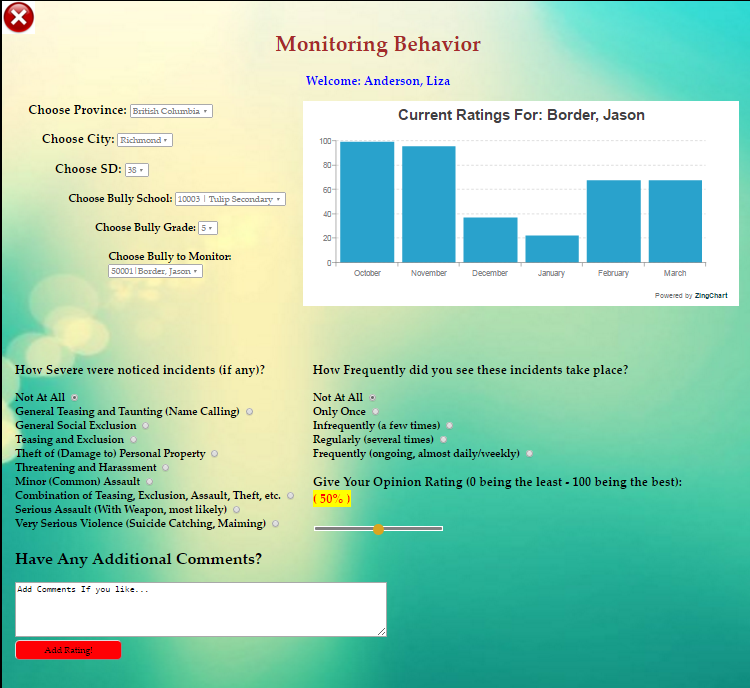 Monitoring Behavior
Welcome: Anderson, Liza
Choose Province: British Columbia
Choose City: Richmond
Choose SD: 38
Choose Bully School: 10003 | Tulip Secondary
Choose Bully Grade: 5
Choose Bully to Monitor:
50001|Border, Jason
Current Ratings For: Border, Jason
100
80
60
40
20
0
October November December January February March
Powered by ZingChart
How Severe were noticed incidents (if any)?
Not At All
General Teasing and Taunting (Name Calling)
General Social Exclusion
Teasing and Exclusion
Theft of (Damage to) Personal Property
Threatening and Harassment
Minor (Common) Assault
Combination of Teasing, Exclusion, Assault, Theft, etc.
Serious Assault (With Weapon, most likely)
Very Serious Violence (Suicide Catching, Maiming)
How Frequently did you see these incidents take place?
Not At All
Only Once
Infrequently (a few times)
Regularly (several times)
Frequently (ongoing, almost daily/weekly)
Give Your Opinion Rating (0 being the least - 100 being the best):
( 50% )
Have Any Additional Comments?
Add Comments If you like...
Add Rating!